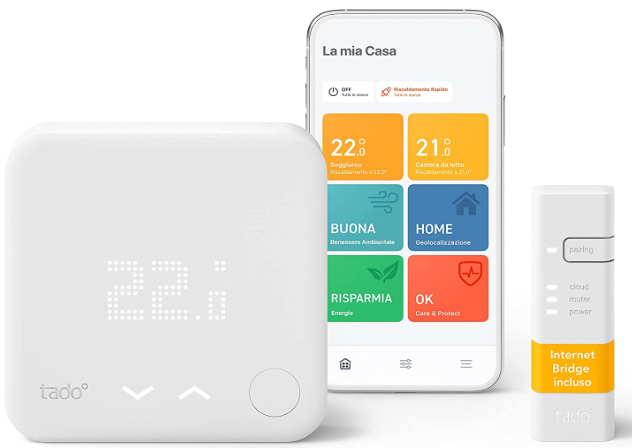 La mia Casa
OFF
Tutte le stanze
Riscaldamento Rapido
Tutte le stanze
22.0°
Soggiorno
Riscaldamento a 22.0°
21.0°
Camera da letto
Riscaldamento a 21.0°
BUONA
Benessere Ambientale
HOME
Geolocalizzazione
RISPARMIA
Energia
OK
Care & Protect
22.i
tado°
pairing
cloud
router
power
Internet
Bridge
incluso
tado°